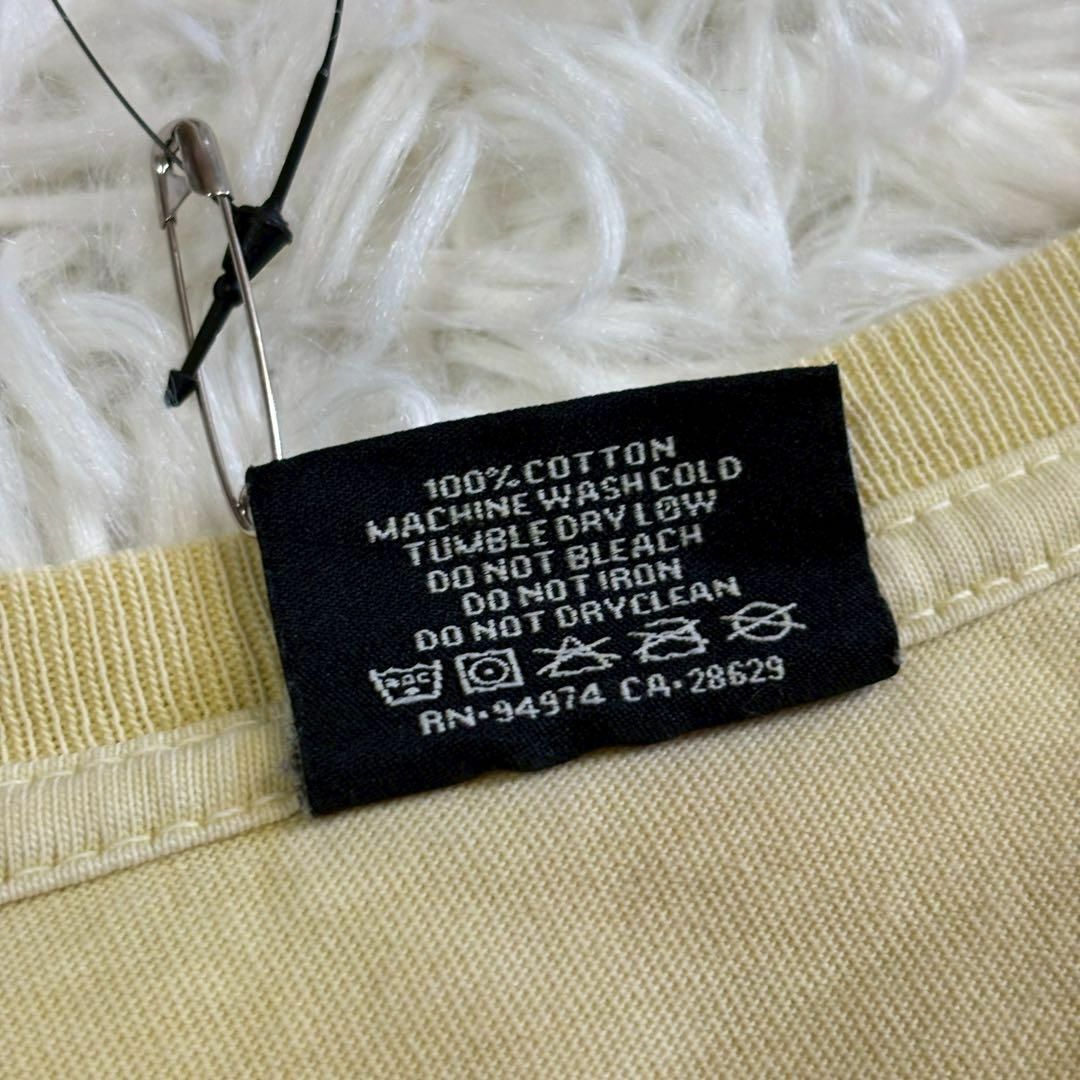 100% COTTON
MACHINE WASH COLD
TUMBLE DRY LOW
DO NOT BLEACH
DO NOT IRON
DO NOT DRYCLEAN
RN·94974 CA·28629